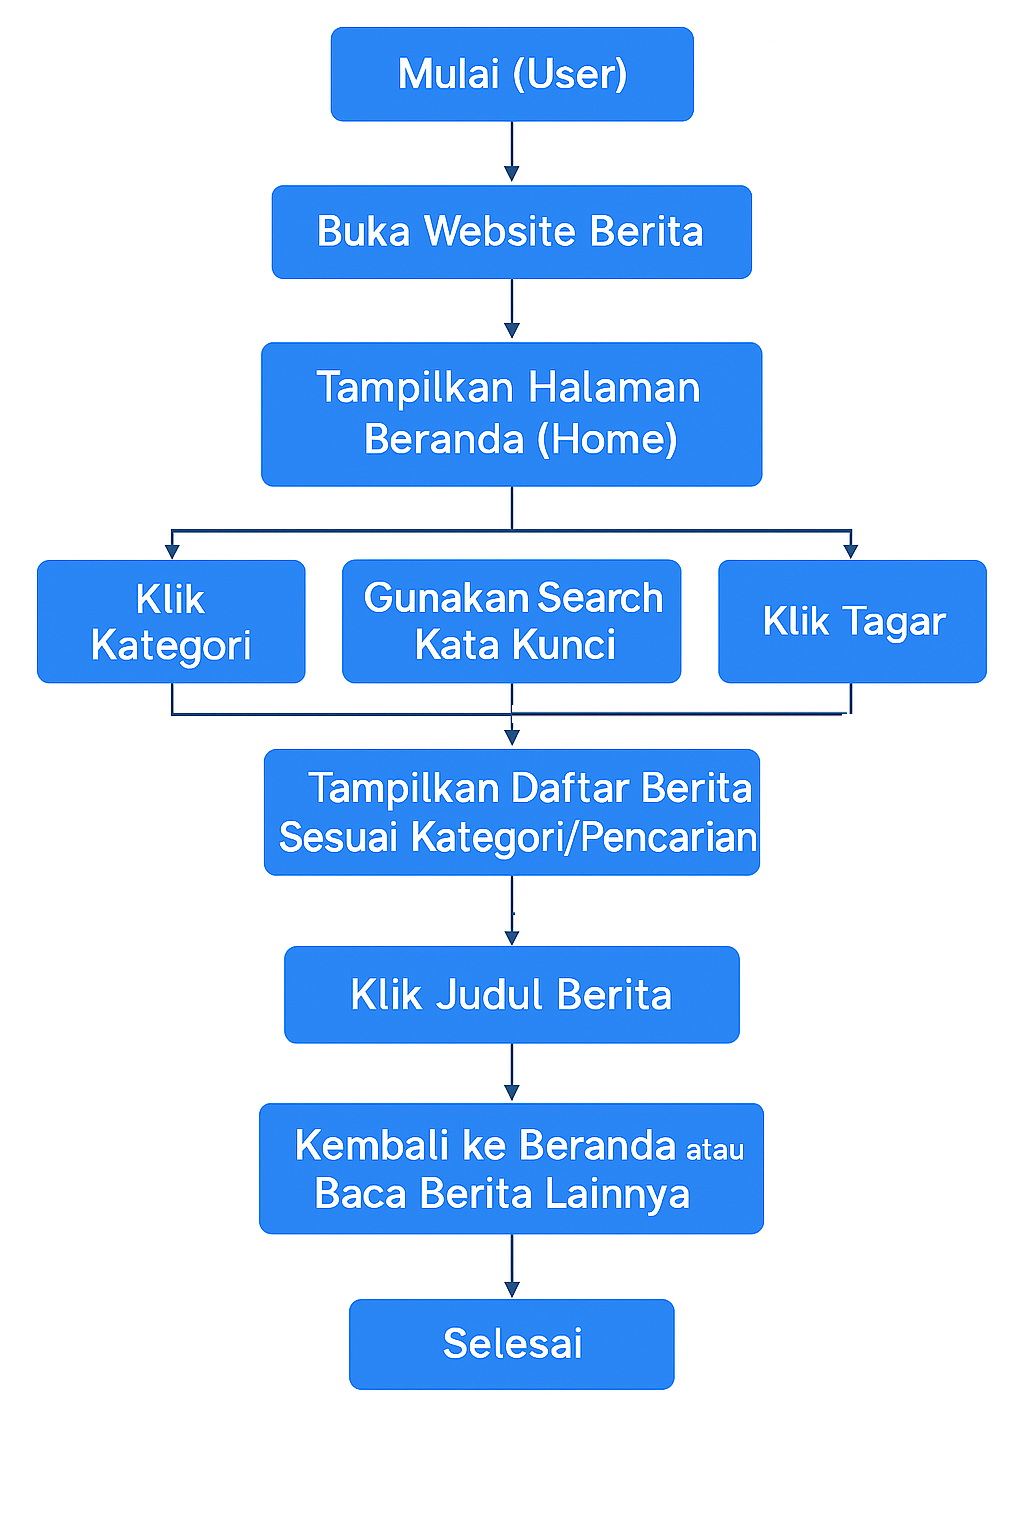 Mulai (User)
Buka Website Berita
Tampilkan Halaman
Beranda (Home)
Klik
Kategori
Gunakan Search
Kata Kunci
Klik Tagar
Tampilkan Daftar Berita
Sesuai Kategori/Pencarian
Klik Judul Berita
Kembali ke Beranda atau
Baca Berita Lainnya
Selesai